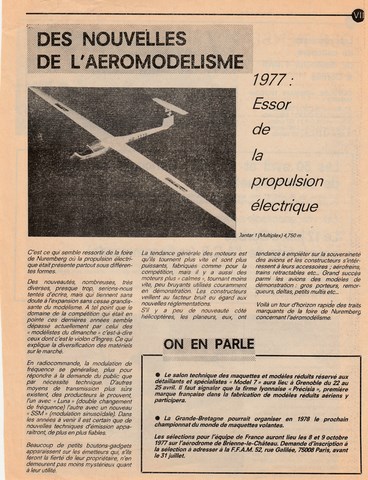 VII
DES NOUVELLES
DE L'AEROMODELISME
1977 :
Essor
de
la
propulsion
électrique
Jantar 1 (Multiplex) 4,750 m
C'est ce qui semble ressortir de la foire
de Nuremberg où la propulsion électri-
que était présente partout sous différen-
tes formes.
Des nouveautés, nombreuses, très
diverses, presque trop, serions-nous
tentés d'écrire, mais qui tiennent sans
doute à l'expansion sans cesse grandis-
sante du modélisme. A tel point que le
domaine de la compétition qui était en
pointe ces dernières années semble
dépassé actuellement par celui des
«modélistes du dimanche» c'est-à-dire
ceux dont c'est le violon d'Ingres. Ce qui
explique la diversification des matériels
sur le marché.
En radiocommande, la modulation de
fréquence se généralise, plus pour
répondre à la demande du public que
par nécessité technique. D'autres
moyens de transmission plus sûre
existent, des producteurs la prouvent,
l'un avec «Lunx» (double changement
de fréquence) l'autre avec un nouveau
«SSM» (modulation sinusoïdale). Dans
les années à venir il est certain que de
nouvelles techniques d'émission appa-
raîtront, de plus en plus fiables.
Beaucoup de petits boutons-gadgets
apparaissent sur les émetteurs qui, s'ils
feront la fierté de leur propriétaire, n'en
demeurent pas moins mystérieux quant
à leur utilité.
La tendance générale des moteurs est
qu'ils tournent plus vite et sont plus
puissants, fabriqués comme pour la
compétition, mais il y a aussi des
moteurs plus «calmes», tournant moins
vite, peu bruyants utilisés couramment
en démonstration. Les constructeurs
veillent au facteur bruit eu égard aux
nouvelles réglementations.
S'il y a peu de nouveau côté
hélicoptères, les planeurs, eux, ont
tendance à empiéter sur la souveraineté
des avions et les constructeurs s'intéres-
sent à leurs accessoires : aérofreins,
trains rétractables etc.. Grand succès
parmi les avions des modèles de
démonstration : gros porteurs, remor-
queurs, deltas, petits multis etc...
Voilà un tour d'horizon rapide des traits
marquants de la foire de Nuremberg
concernant l'aéromodélisme.
ON EN PARLE
Le salon technique des maquettes et modèles réduits réservé aux
détaillants et spécialistes «Model 7» aura lieu à Grenoble du 22 au
25 avril. Il faut signaler que la firme lyonnaise «Précisia», première
marque française dans la fabrication de modèles réduits aériens y
participera.
La Grande-Bretagne pourrait organiser en 1978 le prochain
championnat du monde de maquettes volantes.
Les sélections pour l'équipe de France auront lieu les 8 et 9 octobre
1977 sur l'aérodrome de Brienne-le-Château. Demande d'inscription à
la sélection à adresser à la F.F.A.M. 52, rue Galilée, 75008 Paris, avant
le 31 juillet.